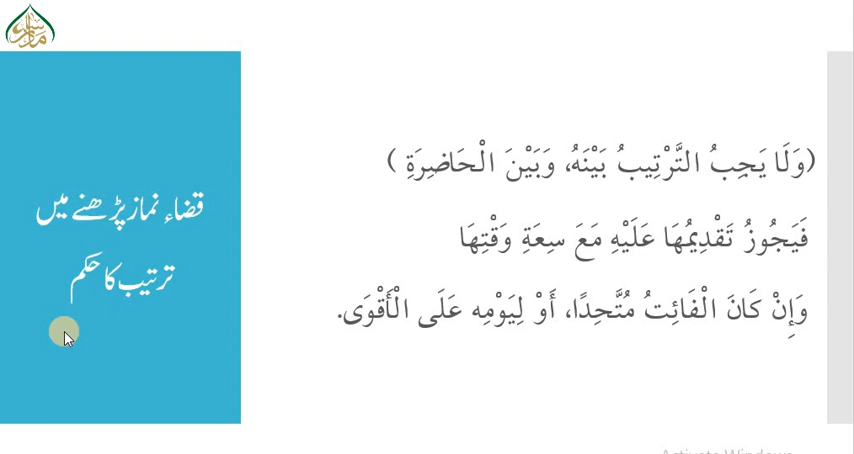 قضاء نماز پڑھنے میں
ترتیب کا حکم
(وَلَا يَجِبُ التَّرْتِيبُ بَيْنَهُ، وَبَيْنَ الْحَاضِرَةِ )
فَيَجُوزُ تَقْدِيمُهَا عَلَيْهِ مَعَ سِعَةِ وَقْتِهَا
وَإِنْ كَانَ الْفَائِتُ مُتَّحِدًا، أَوْ لِيَوْمِه عَلَى الْأَقْوَى.